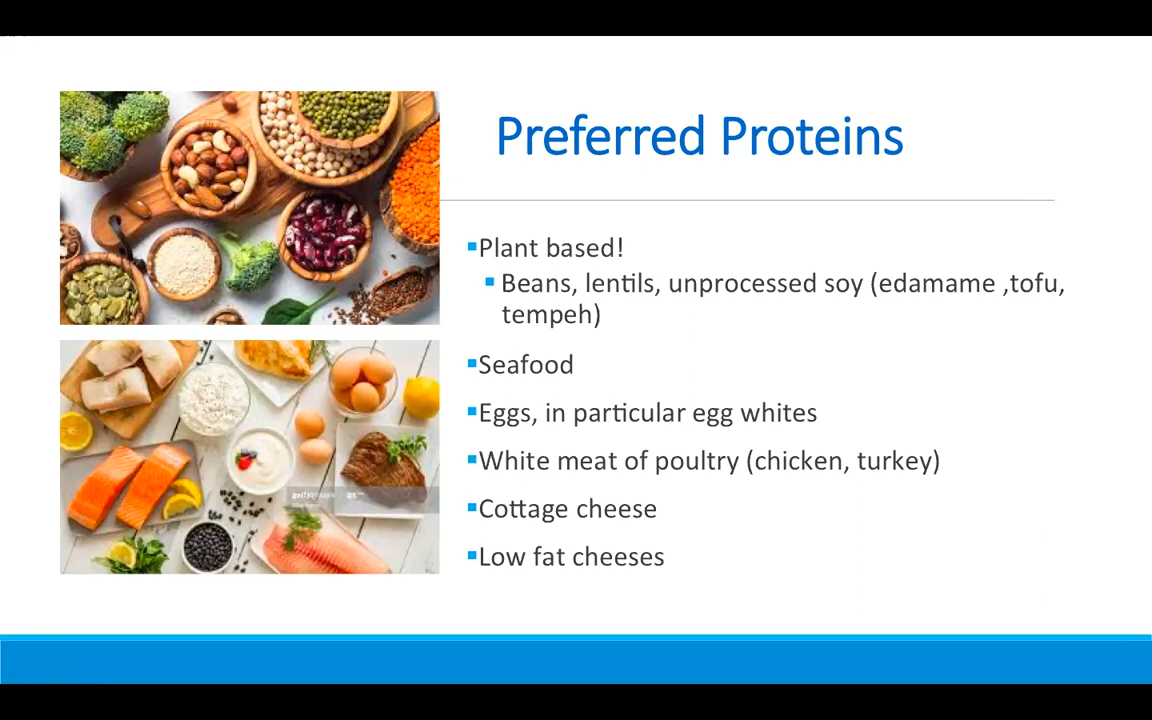 Preferred Proteins
▪Plant based!
▪Beans, lentils, unprocessed soy (edamame ,tofu,
tempeh)
▪Seafood
▪Eggs, in particular egg whites
▪White meat of poultry (chicken, turkey)
▪Cottage cheese
▪Low fat cheeses